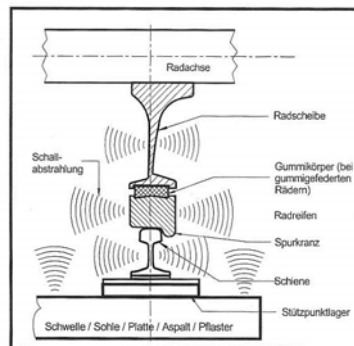 Radachse
Radscheibe
Schall-
abstrahlung
Gummikörper (bei
gummigefederten
Rädern)
Radreifen
Spurkranz
Schiene
Stützpunktlager
Schwelle / Sohle / Platte / Aspalt / Pflaster